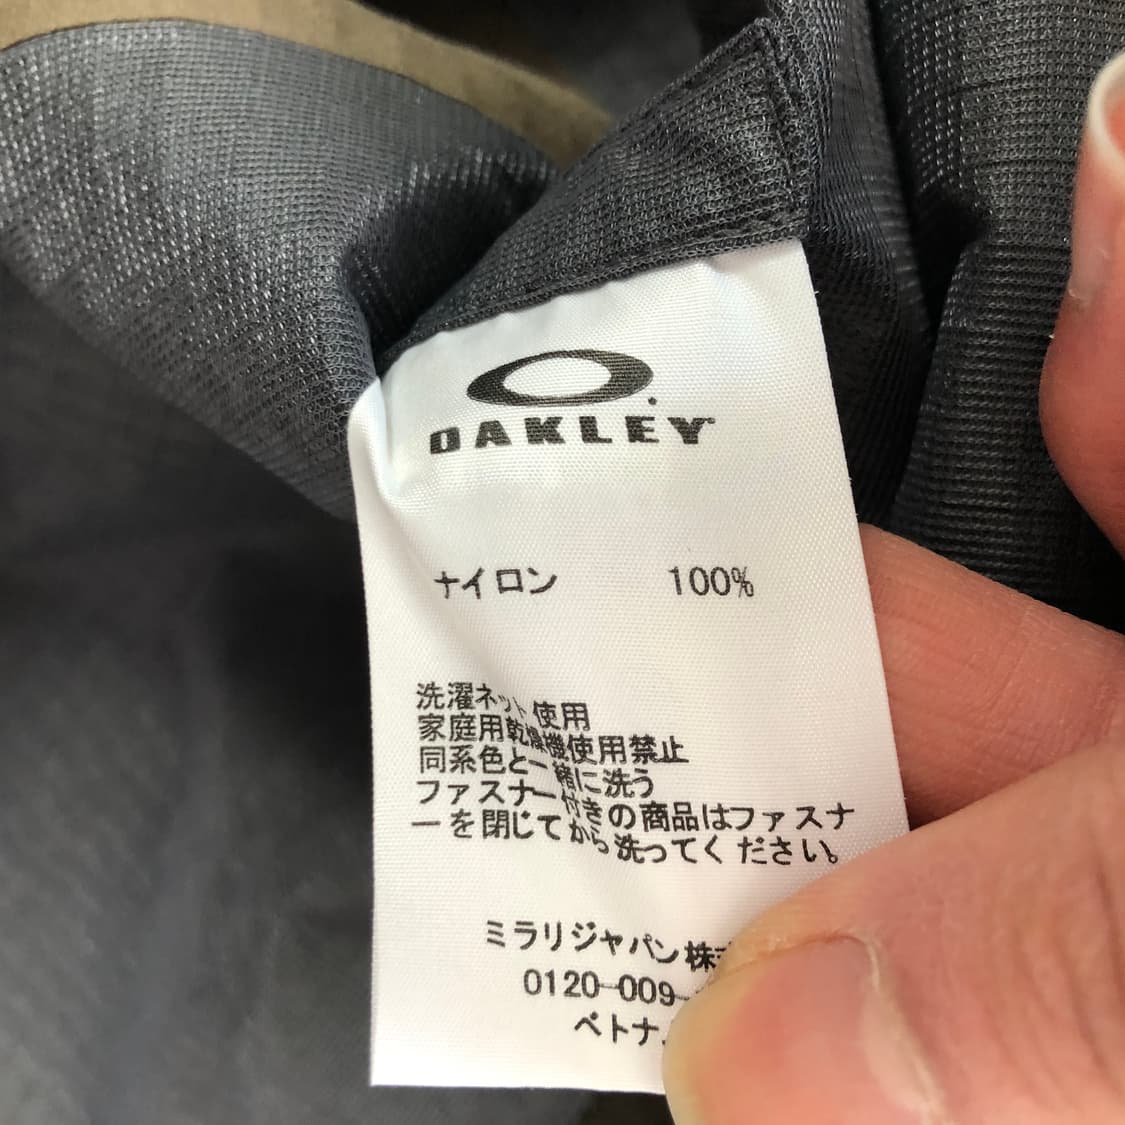 OAKLEY
ナイロン 100%
洗濯ネット使用
家庭用乾燥機使用禁止
同系色と一緒に洗う
ファスナー付きの商品はファスナ
ーを閉じてから洗ってください。
ミラリジャパン株
0120-009-
ベトナ